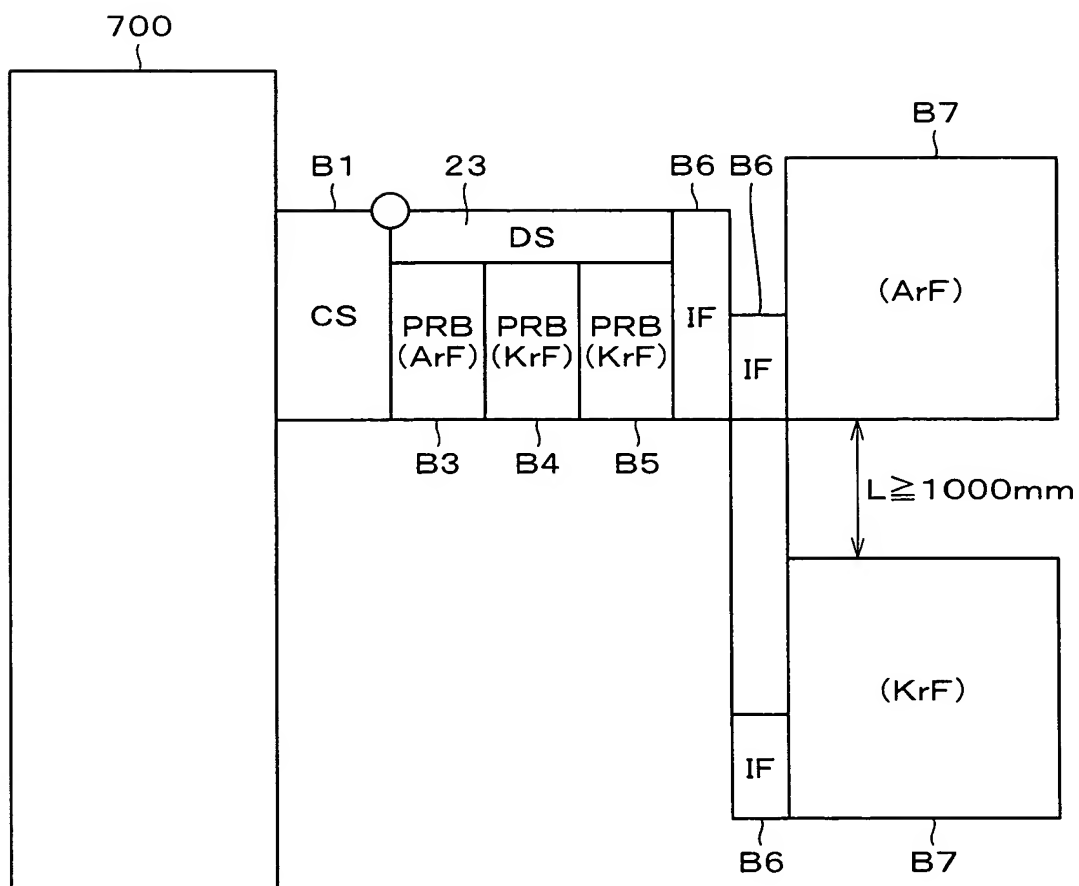 700
B7
B1
23
B6
B6
DS
(ArF)
CS
PRB
(ArF)
PRB
(KrF)
PRB
(KrF)
IF
IF
B3
B4
B5
L≧1000mm
(KrF)
IF
B6
B7